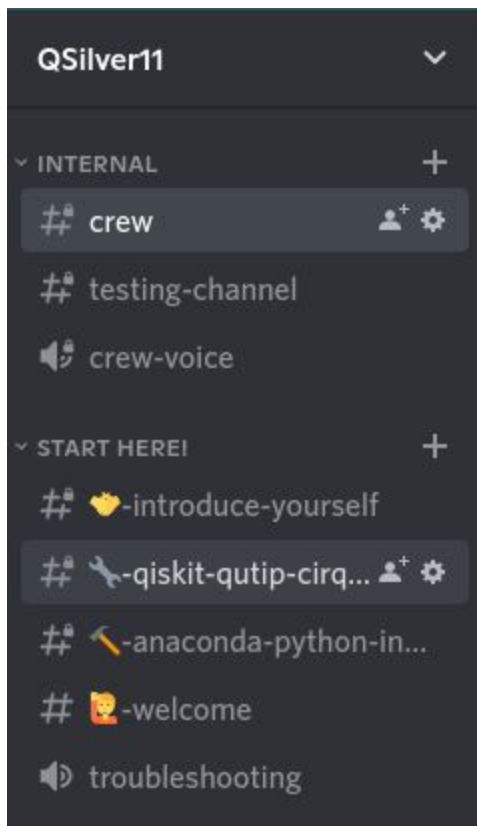 QSilver11
INTERNAL
crew
testing-channel
crew-voice
START HERE!
🤝-introduce-yourself
🔧-qiskit-qutip-cirq...
🔨-anaconda-python-in...
🙋-welcome
troubleshooting